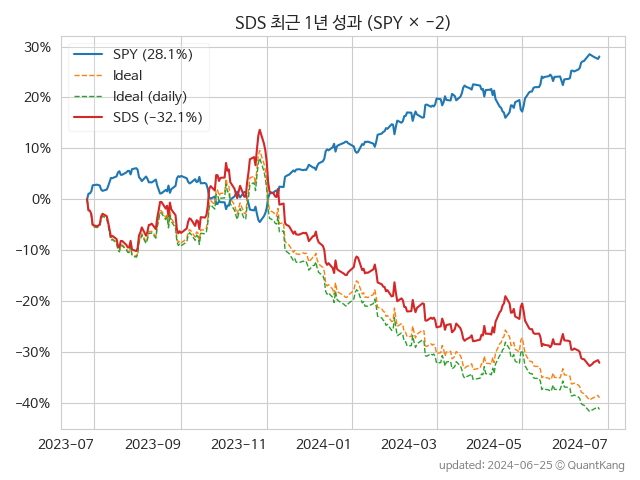 SDS 최근 1년 성과 (SPY × −2)
30%
20%
10%
0%
−10%
−20%
−30%
−40%
SPY (28.1%)
Ideal
Ideal (daily)
SDS (−32.1%)
2023-07 2023-09 2023-11 2024-01 2024-03 2024-05 2024-07
updated: 2024-06-25 ⓒ QuantKang